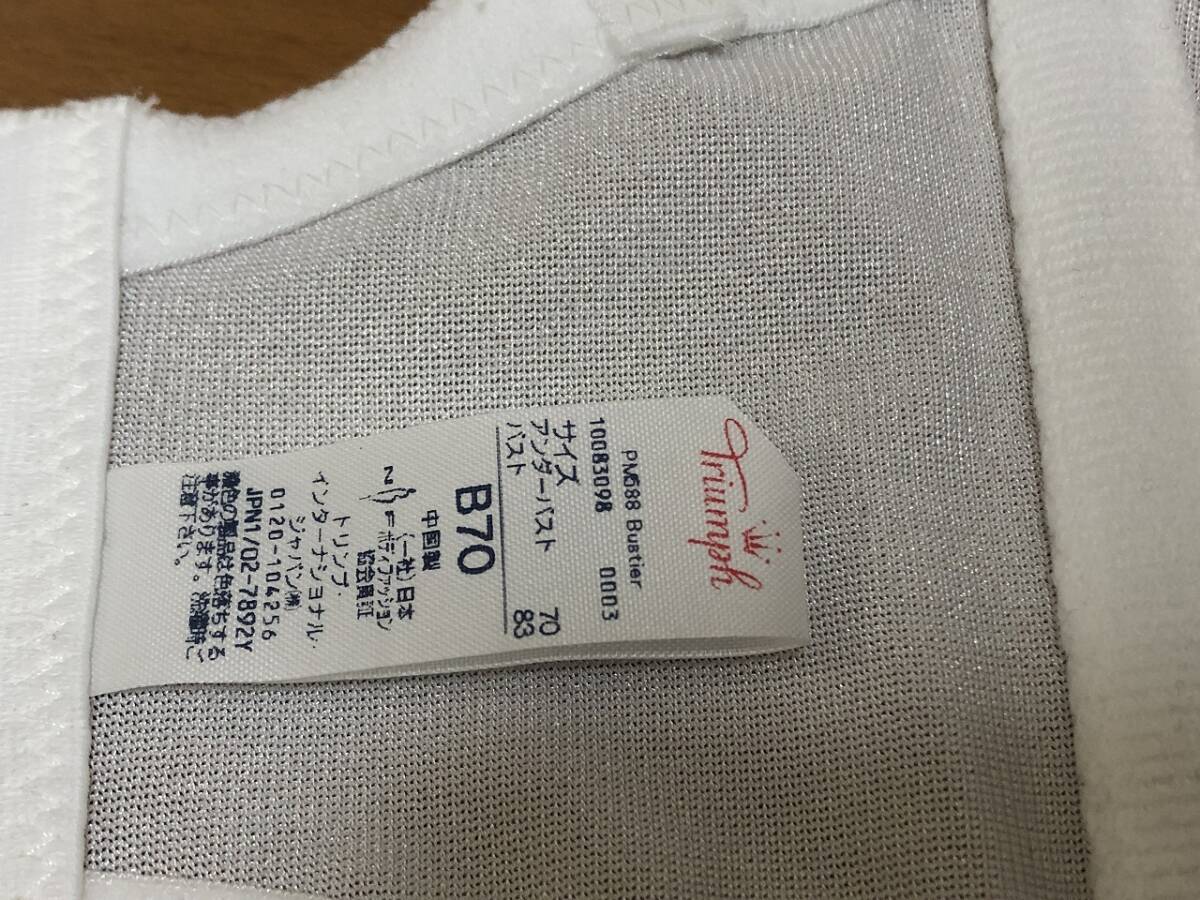 Triumph
PM588 Bustier
10083098 0003
サイズ
アンダーバスト 70
バスト 83
B70
中国製
(一社)日本
ボディファッション
協会員証
NBF
トリンプ・
インターナショナル・
ジャパン㈱
0120-104256
JPN1/02-7892Y
濃色の製品は色落ちする
事があります。洗濯時ご
注意下さい。